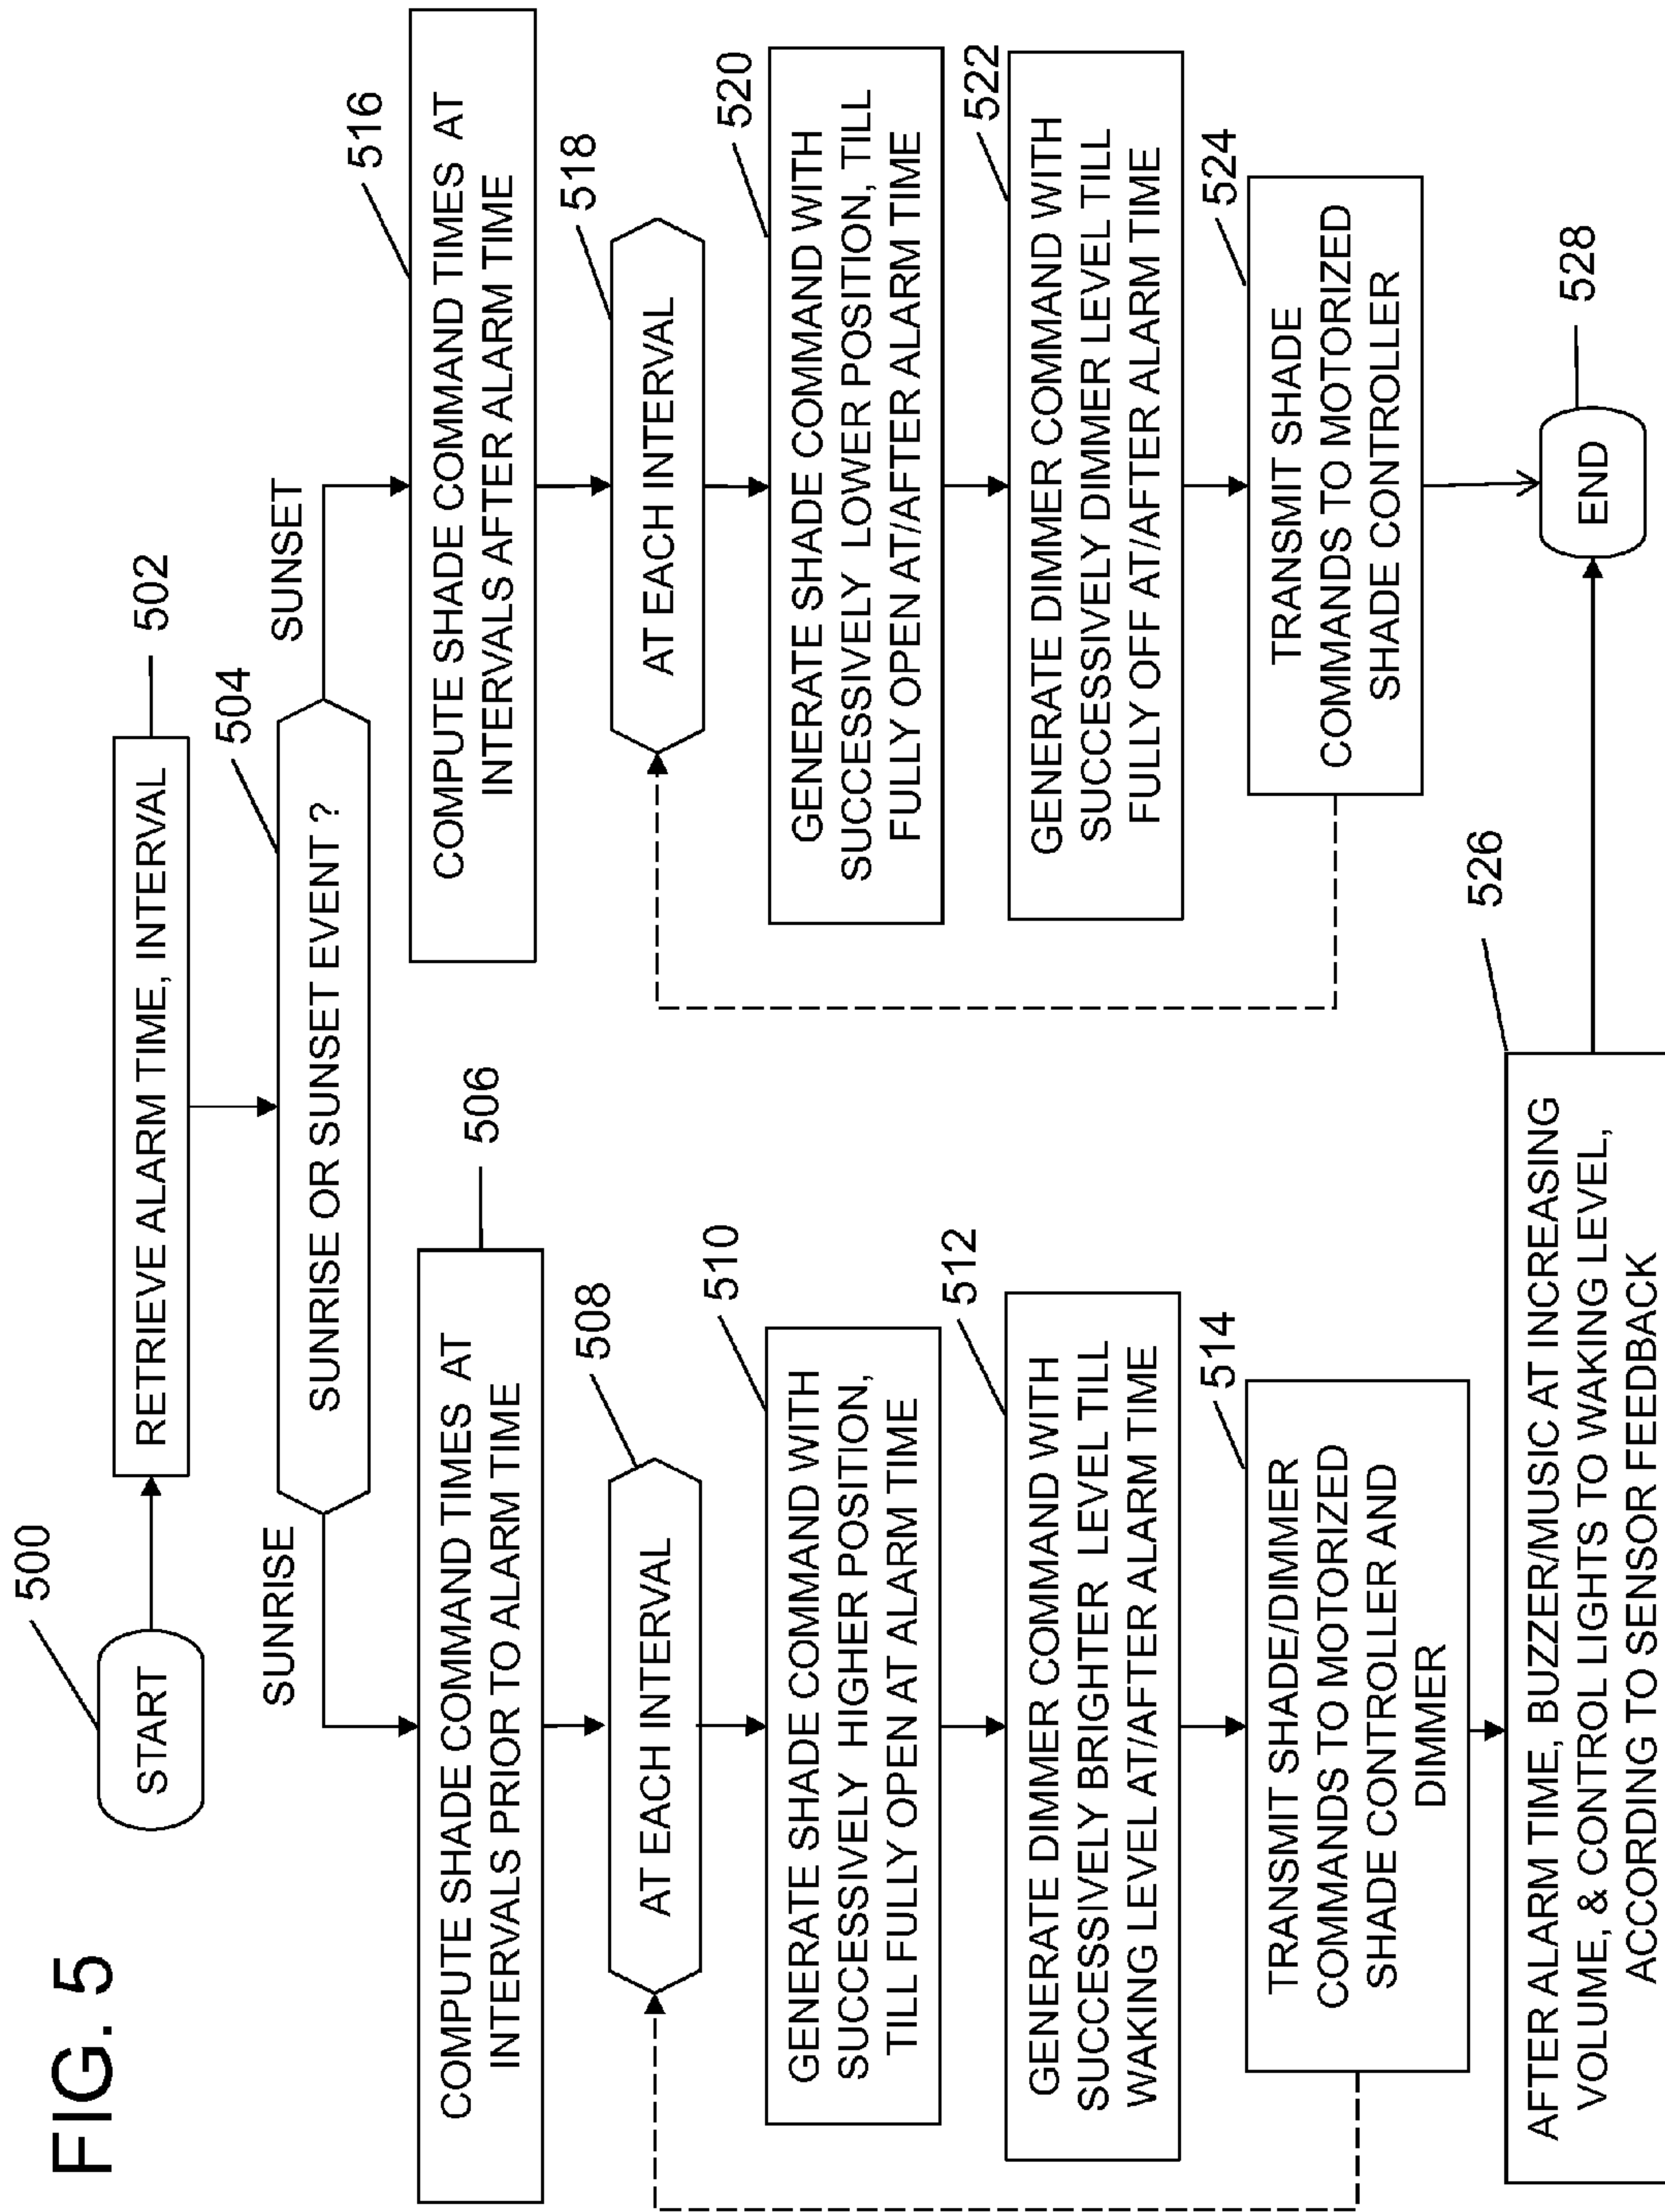 FIG. 5
500
START
RETRIEVE ALARM TIME, INTERVAL
502
504
SUNRISE OR SUNSET EVENT ?
SUNRISE
SUNSET
COMPUTE SHADE COMMAND TIMES AT
INTERVALS PRIOR TO ALARM TIME
506
508
AT EACH INTERVAL
510
GENERATE SHADE COMMAND WITH
SUCCESSIVELY HIGHER POSITION,
TILL FULLY OPEN AT ALARM TIME
512
GENERATE DIMMER COMMAND WITH
SUCCESSIVELY BRIGHTER LEVEL TILL
WAKING LEVEL AT/AFTER ALARM TIME
514
TRANSMIT SHADE/DIMMER
COMMANDS TO MOTORIZED
SHADE CONTROLLER AND
DIMMER
516
COMPUTE SHADE COMMAND TIMES AT
INTERVALS AFTER ALARM TIME
518
AT EACH INTERVAL
520
GENERATE SHADE COMMAND WITH
SUCCESSIVELY LOWER POSITION, TILL
FULLY OPEN AT/AFTER ALARM TIME
522
GENERATE DIMMER COMMAND WITH
SUCCESSIVELY DIMMER LEVEL TILL
FULLY OFF AT/AFTER ALARM TIME
524
TRANSMIT SHADE
COMMANDS TO MOTORIZED
SHADE CONTROLLER
526
AFTER ALARM TIME, BUZZER/MUSIC AT INCREASING
VOLUME, & CONTROL LIGHTS TO WAKING LEVEL,
ACCORDING TO SENSOR FEEDBACK
528
END